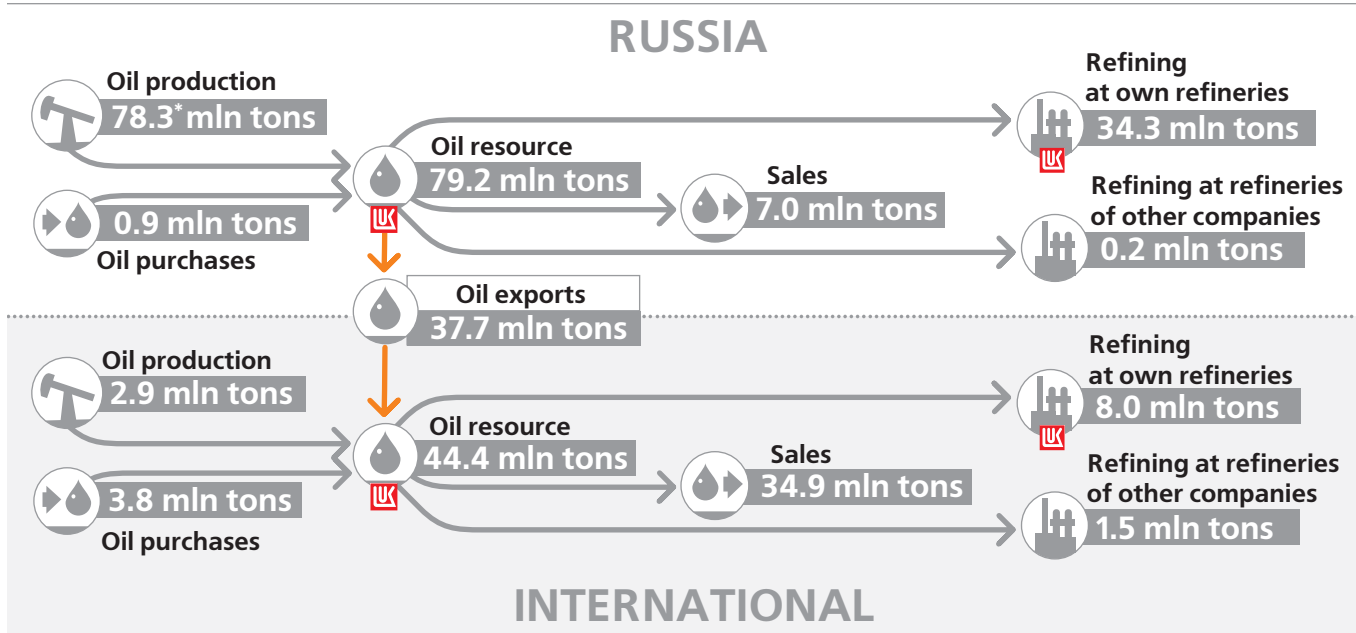 RUSSIA
Oil production
78.3* mln tons
0.9 mln tons
Oil purchases
Oil resource
79.2 mln tons
LUK
Sales
7.0 mln tons
Refining
at own refineries
34.3 mln tons
LUK
Refining at refineries
of other companies
0.2 mln tons
Oil exports
37.7 mln tons
Oil production
2.9 mln tons
3.8 mln tons
Oil purchases
Oil resource
44.4 mln tons
LUK
Sales
34.9 mln tons
Refining
at own refineries
8.0 mln tons
LUK
Refining at refineries
of other companies
1.5 mln tons
INTERNATIONAL